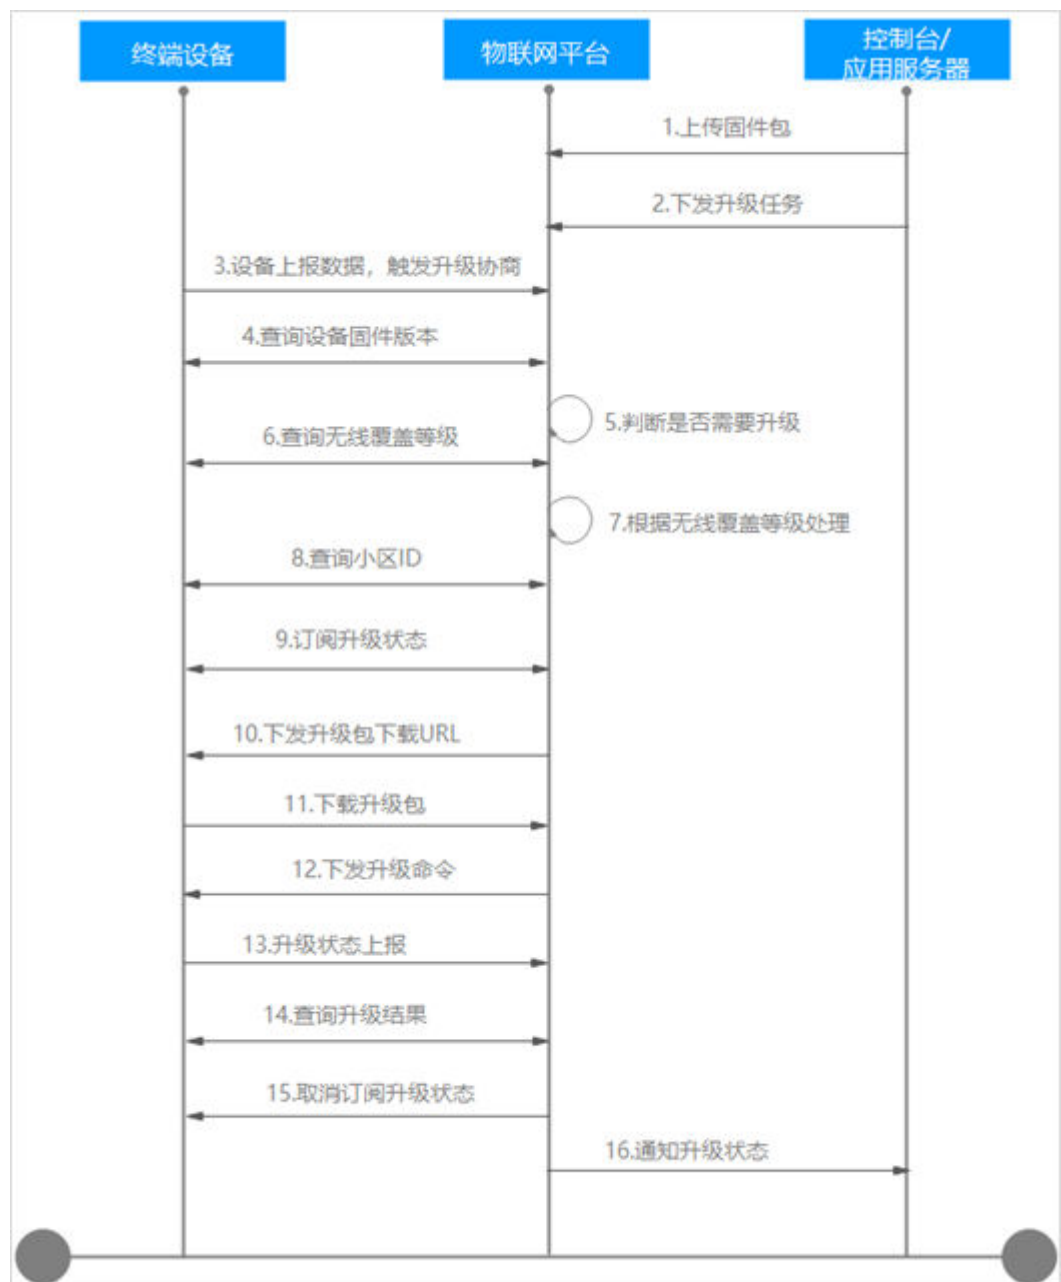 终端设备
物联网平台
控制台/
应用服务器
1.上传固件包
2.下发升级任务
3.设备上报数据，触发升级协商
4.查询设备固件版本
5.判断是否需要升级
6.查询无线覆盖等级
7.根据无线覆盖等级处理
8.查询小区ID
9.订阅升级状态
10.下发升级包下载URL
11.下载升级包
12.下发升级命令
13.升级状态上报
14.查询升级结果
15.取消订阅升级状态
16.通知升级状态